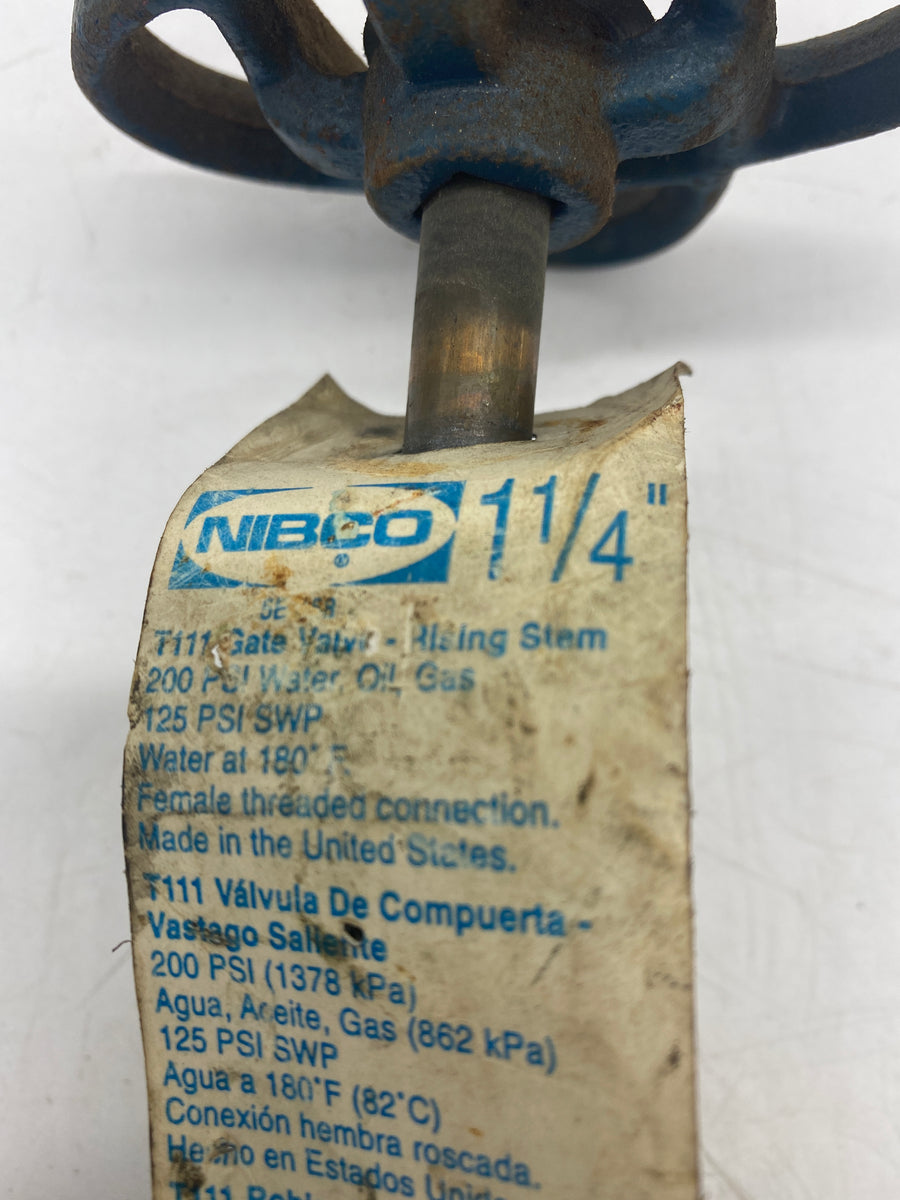 NIBCO®
1 1/4"
T111 Gate Valve - Rising Stem
200 PSI Water, Oil, Gas
125 PSI SWP
Water at 180°F
Female threaded connection.
Made in the United States.
T111 Válvula De Compuerta -
Vastago Saliente
200 PSI (1378 kPa)
Agua, Aceite, Gas (862 kPa)
125 PSI SWP
Agua a 180°F (82°C)
Conexión hembra roscada.
Hecho en Estados Unido
T111